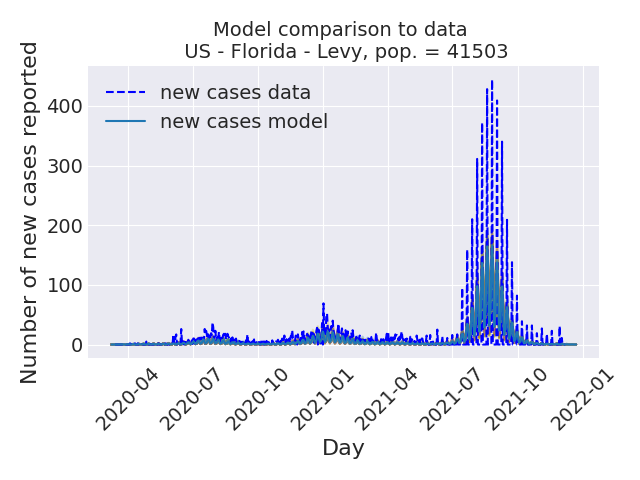 Model comparison to data
US - Florida - Levy, pop. = 41503
new cases data
new cases model
Number of new cases reported
400
300
200
100
0
2020-04
2020-07
2020-10
2021-01
2021-04
2021-07
2021-10
2022-01
Day